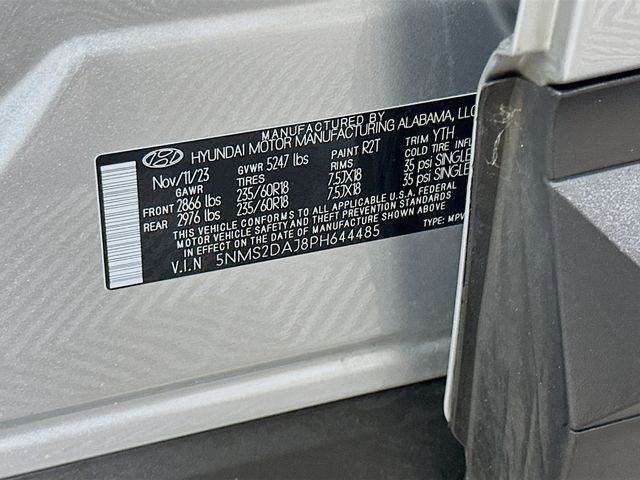 MANUFACTURED BY
HYUNDAI MOTOR MANUFACTURING ALABAMA, LLC
Nov/11/23 GVWR 5247 lbs PAINT R2T TRIM YTH
GAWR TIRES RIMS COLD TIRE INFL
FRONT 2866 lbs 235/60R18 7.5JX18 35 psi SINGLE
REAR 2976 lbs 235/60R18 7.5JX18 35 psi SINGLE
THIS VEHICLE CONFORMS TO ALL APPLICABLE U.S.A. FEDERAL
MOTOR VEHICLE SAFETY AND THEFT PREVENTION STANDARDS
IN EFFECT ON THE DATE OF MANUFACTURE SHOWN ABOVE.
V.I.N 5NMS2DAJ8PH644485 TYPE: MPV